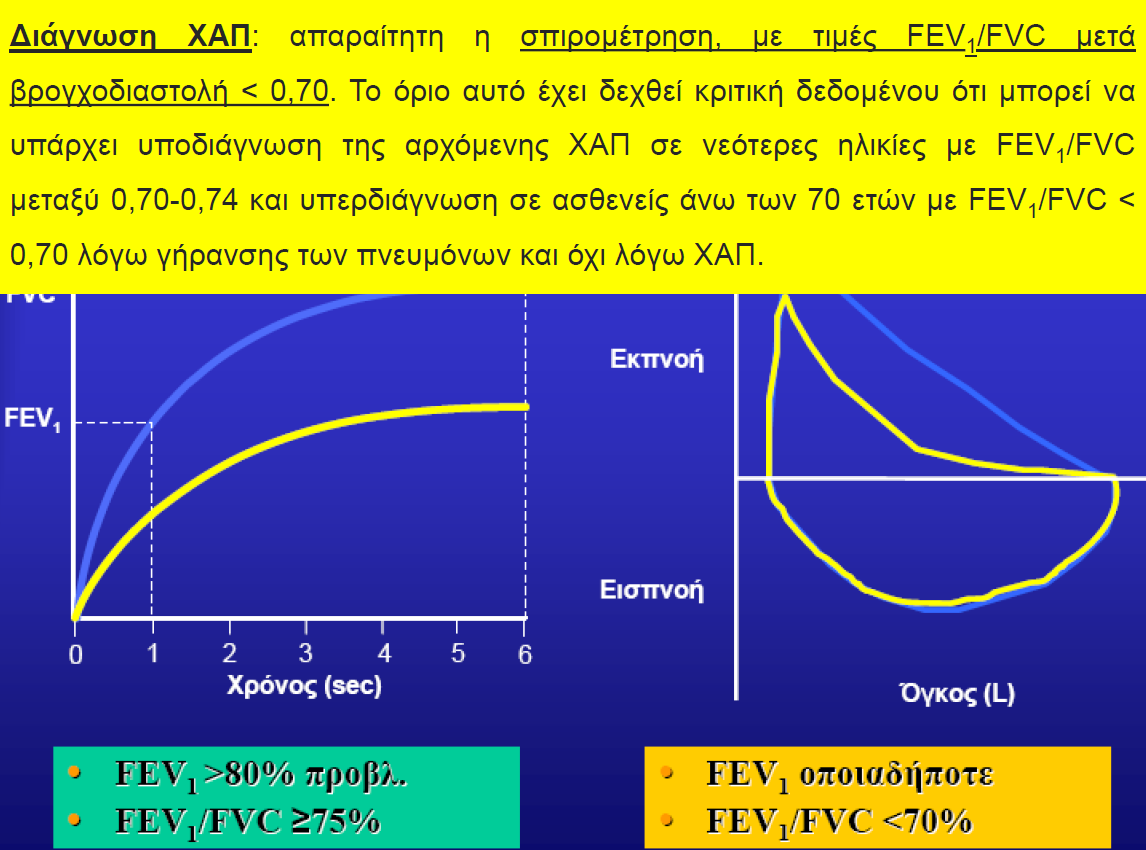 Διάγνωση ΧΑΠ: απαραίτητη η σπιρομέτρηση, με τιμές FEV1/FVC μετά
βρογχοδιαστολή < 0,70. Το όριο αυτό έχει δεχθεί κριτική δεδομένου ότι μπορεί να
υπάρχει υποδιάγνωση της αρχόμενης ΧΑΠ σε νεότερες ηλικίες με FEV1/FVC
μεταξύ 0,70-0,74 και υπερδιάγνωση σε ασθενείς άνω των 70 ετών με FEV1/FVC <
0,70 λόγω γήρανσης των πνευμόνων και όχι λόγω ΧΑΠ.
FVC
FEV1
0 1 2 3 4 5 6
Χρόνος (sec)
Εκπνοή
Εισπνοή
Όγκος (L)
• FEV1 >80% προβλ.
• FEV1/FVC ≥75%
• FEV1 οποιαδήποτε
• FEV1/FVC <70%